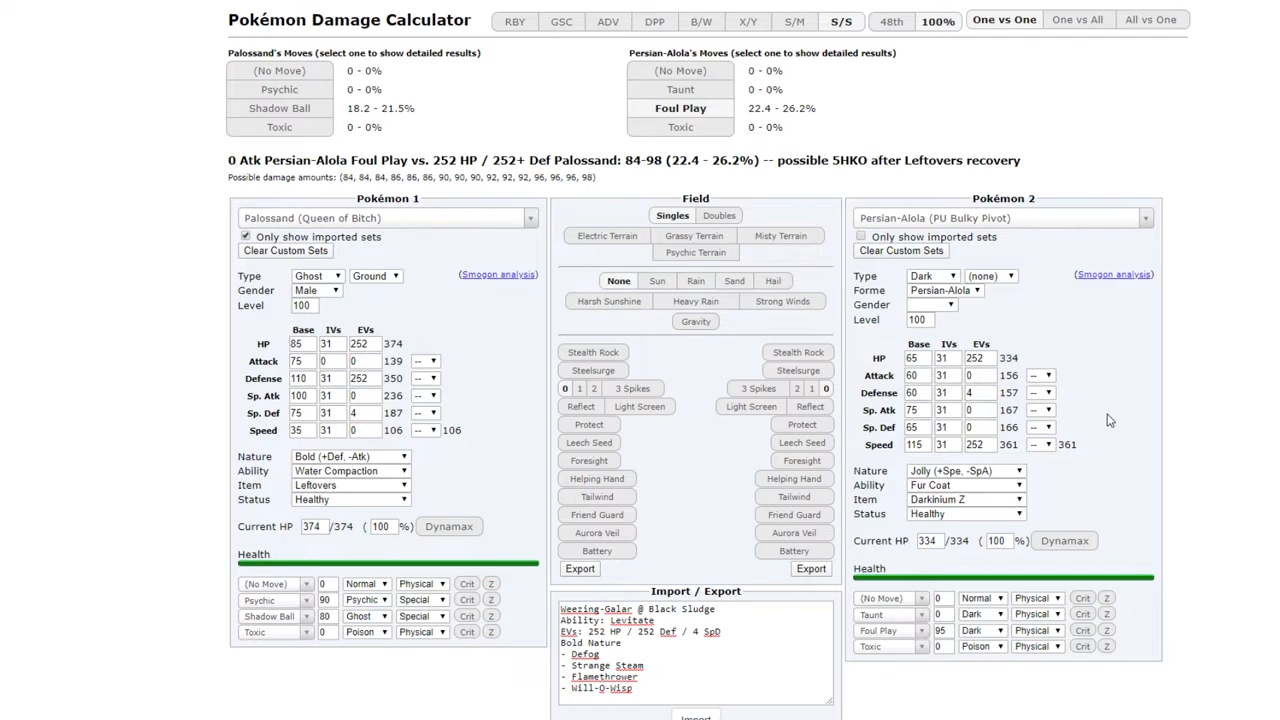 Pokémon Damage Calculator
RBY GSC ADV DPP B/W X/Y S/M S/S 48th 100% One vs One One vs All All vs One
Palossand's Moves (select one to show detailed results)
(No Move) 0 - 0%
Psychic 0 - 0%
Shadow Ball 18.2 - 21.5%
Toxic 0 - 0%
Persian-Alola's Moves (select one to show detailed results)
(No Move) 0 - 0%
Taunt 0 - 0%
Foul Play 22.4 - 26.2%
Toxic 0 - 0%
0 Atk Persian-Alola Foul Play vs. 252 HP / 252+ Def Palossand: 84-98 (22.4 - 26.2%) -- possible 5HKO after Leftovers recovery
Possible damage amounts: (84, 84, 84, 86, 86, 86, 90, 90, 90, 92, 92, 92, 96, 96, 96, 98)
Pokémon 1
Palossand (Queen of Bitch)
Only show imported sets
Clear Custom Sets
Type Ghost Ground (Smogon analysis)
Gender Male
Level 100
Base IVs EVs
HP 85 31 252 374
Attack 75 0 0 139 --
Defense 110 31 252 350 --
Sp. Atk 100 31 0 236 --
Sp. Def 75 31 4 187 --
Speed 35 31 0 106 -- 106
Nature Bold (+Def, -Atk)
Ability Water Compaction
Item Leftovers
Status Healthy
Current HP 374 /374 ( 100 %) Dynamax
Health
(No Move) 0 Normal Physical Crit Z
Psychic 90 Psychic Special Crit Z
Shadow Ball 80 Ghost Special Crit Z
Toxic 0 Poison Physical Crit Z
Field
Singles Doubles
Electric Terrain Grassy Terrain Misty Terrain
Psychic Terrain
None Sun Rain Sand Hail
Harsh Sunshine Heavy Rain Strong Winds
Gravity
Stealth Rock Stealth Rock
Steelsurge Steelsurge
0 1 2 3 Spikes 3 Spikes 2 1 0
Reflect Light Screen Light Screen Reflect
Protect Protect
Leech Seed Leech Seed
Foresight Foresight
Helping Hand Helping Hand
Tailwind Tailwind
Friend Guard Friend Guard
Aurora Veil Aurora Veil
Battery Battery
Export Export
Import / Export
Weezing-Galar @ Black Sludge
Ability: Levitate
EVs: 252 HP / 252 Def / 4 SpD
Bold Nature
- Defog
- Strange Steam
- Flamethrower
- Will-O-Wisp
Import
Pokémon 2
Persian-Alola (PU Bulky Pivot)
Only show imported sets
Clear Custom Sets
Type Dark (none) (Smogon analysis)
Forme Persian-Alola
Gender
Level 100
Base IVs EVs
HP 65 31 252 334
Attack 60 31 0 156 --
Defense 60 31 4 157 --
Sp. Atk 75 31 0 167 --
Sp. Def 65 31 0 166 --
Speed 115 31 252 361 -- 361
Nature Jolly (+Spe, -SpA)
Ability Fur Coat
Item Darkinium Z
Status Healthy
Current HP 334 /334 ( 100 %) Dynamax
Health
(No Move) 0 Normal Physical Crit Z
Taunt 0 Dark Physical Crit Z
Foul Play 95 Dark Physical Crit Z
Toxic 0 Poison Physical Crit Z